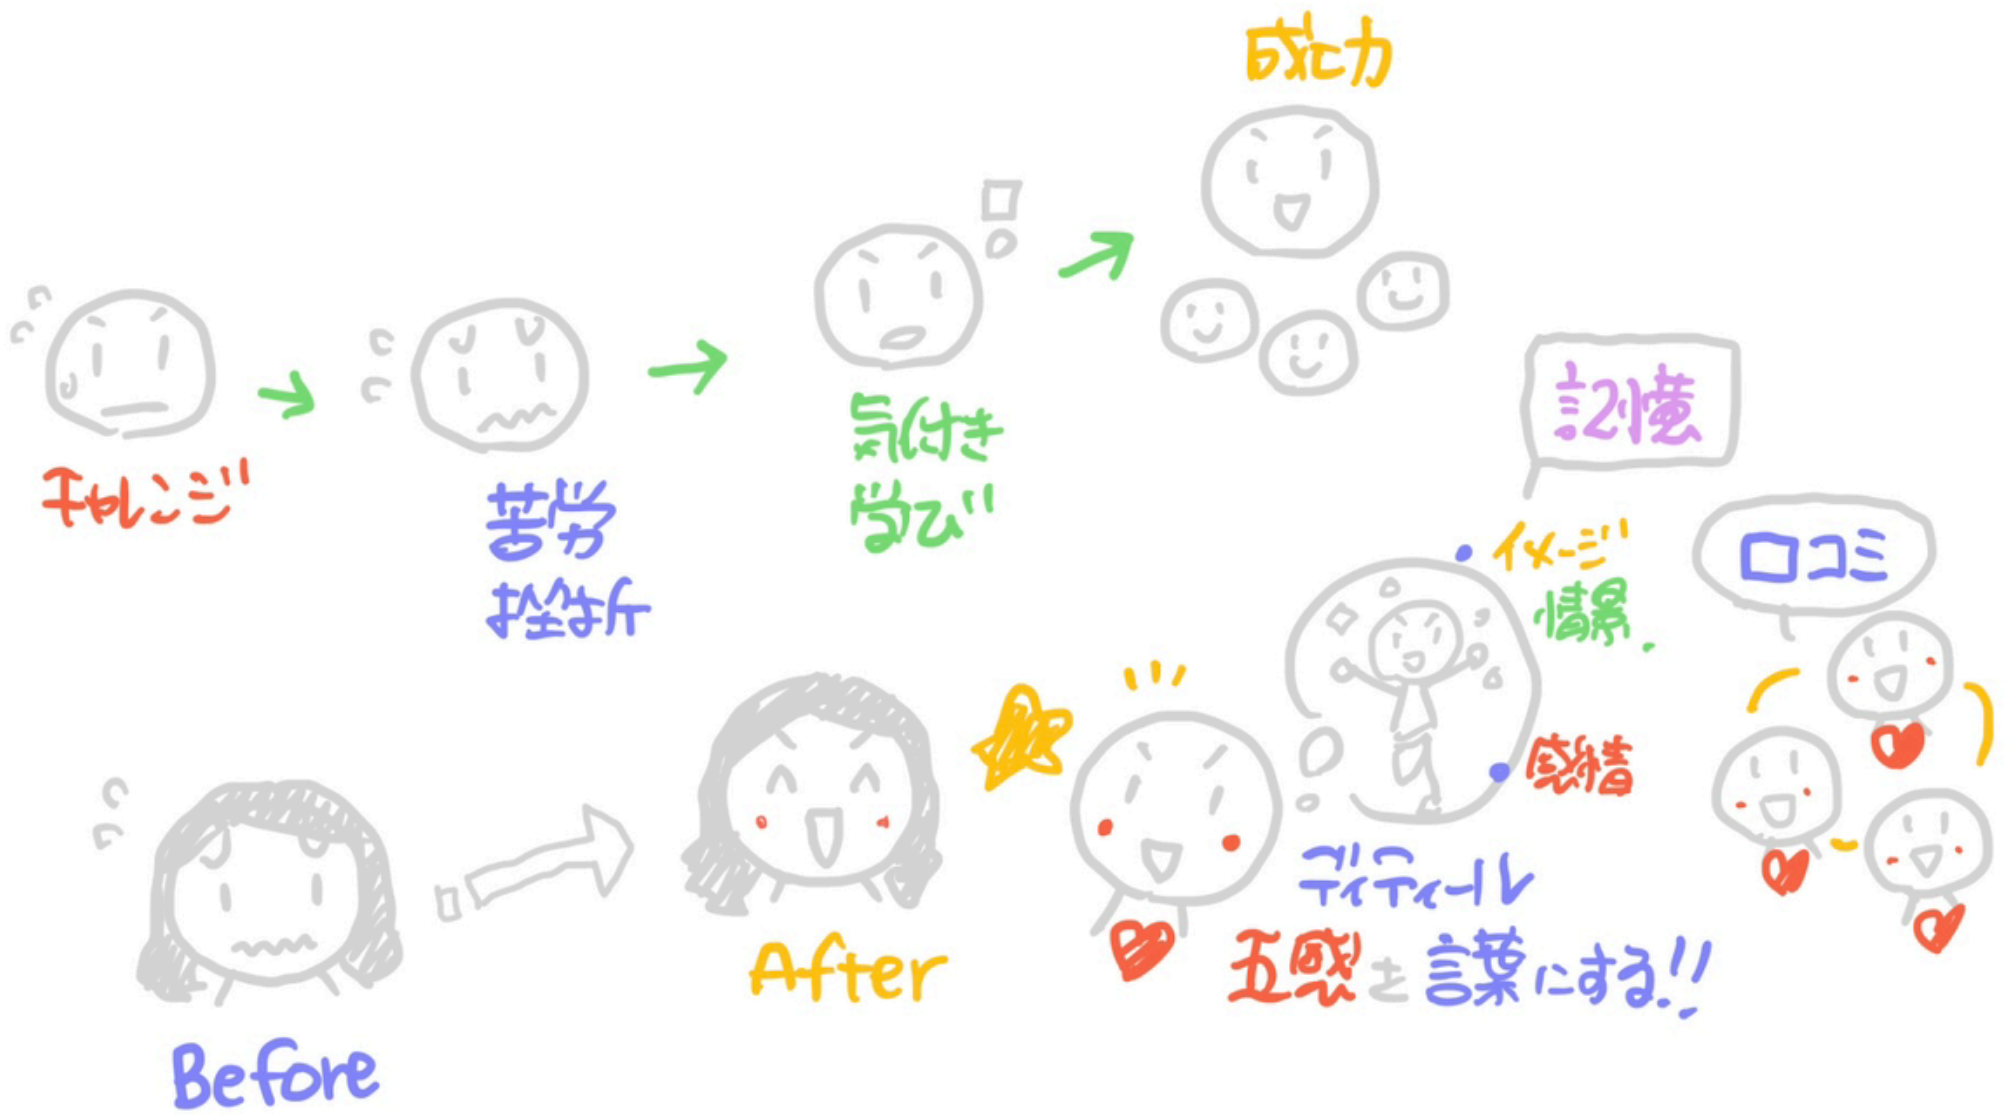 チャレンジ
苦労
挫折
気付き
学び
成功
Before
After
記憶
イメージ
情景.
感情
ディティール
五感を言葉にする!!
口コミ